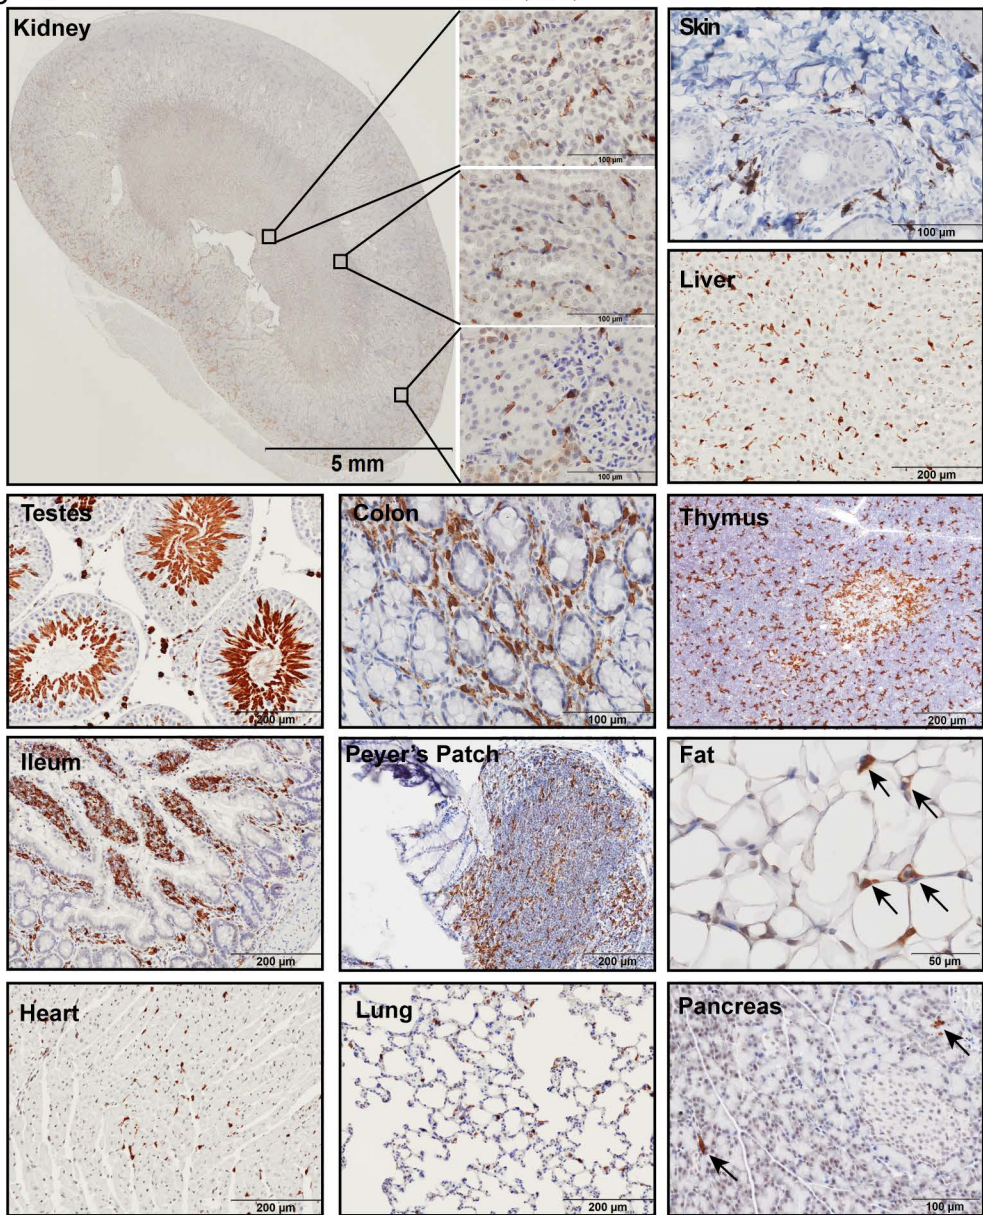 Kidney
100 µm
100 µm
100 µm
5 mm
Skin
100 µm
Liver
200 µm
Testes
200 µm
Colon
100 µm
Thymus
200 µm
Ileum
200 µm
Peyer's Patch
200 µm
Fat
50 µm
Heart
200 µm
Lung
200 µm
Pancreas
100 µm